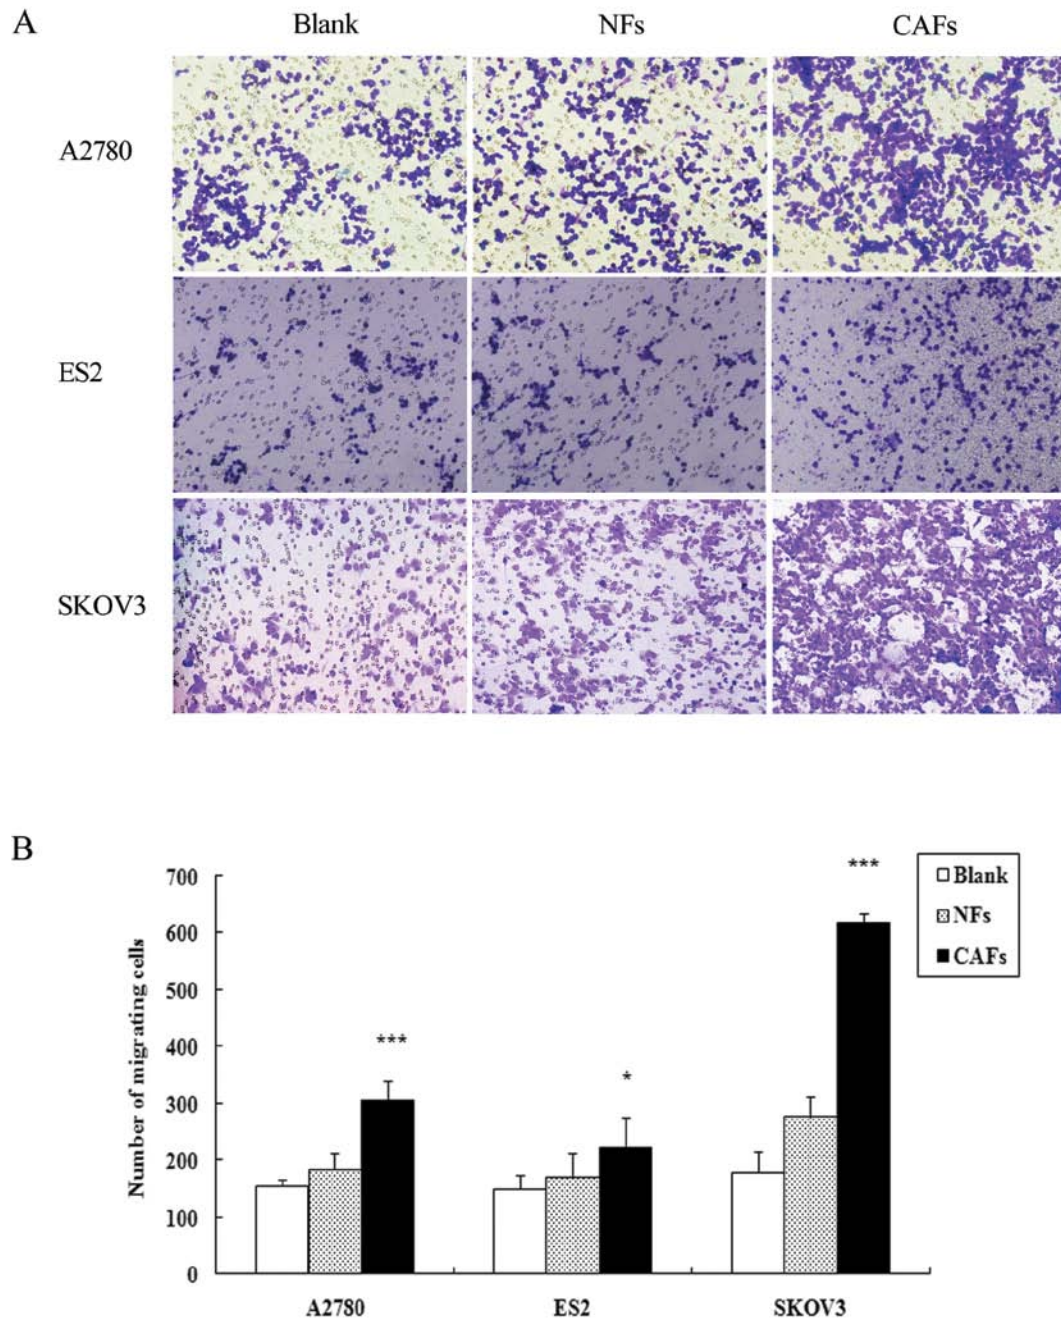 A
Blank NFs CAFs
A2780
ES2
SKOV3
B
***
Blank
NFs
CAFs
700
600
500
400
300
200
100
0
Number of migrating cells
***
*
A2780 ES2 SKOV3